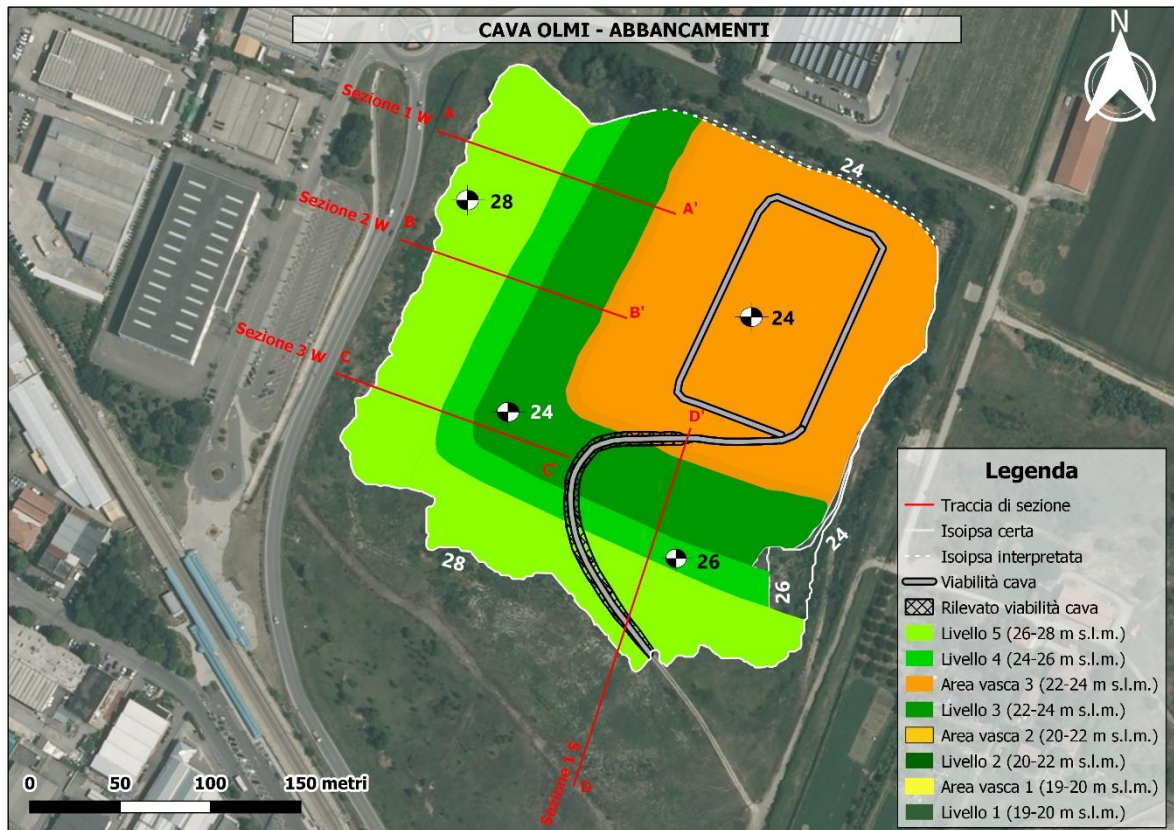 CAVA OLMI - ABBANCAMENTI
N
Sezione 1 W
A
A'
24
28
Sezione 2 W
B
B'
24
Sezione 3 W
C
C'
24
D'
26
28
24
26
Sezione 1 S
D
Legenda
Traccia di sezione
Isoipsa certa
Isoipsa interpretata
Viabilità cava
Rilevato viabilità cava
Livello 5 (26-28 m s.l.m.)
Livello 4 (24-26 m s.l.m.)
Area vasca 3 (22-24 m s.l.m.)
Livello 3 (22-24 m s.l.m.)
Area vasca 2 (20-22 m s.l.m.)
Livello 2 (20-22 m s.l.m.)
Area vasca 1 (19-20 m s.l.m.)
Livello 1 (19-20 m s.l.m.)
0 50 100 150 metri